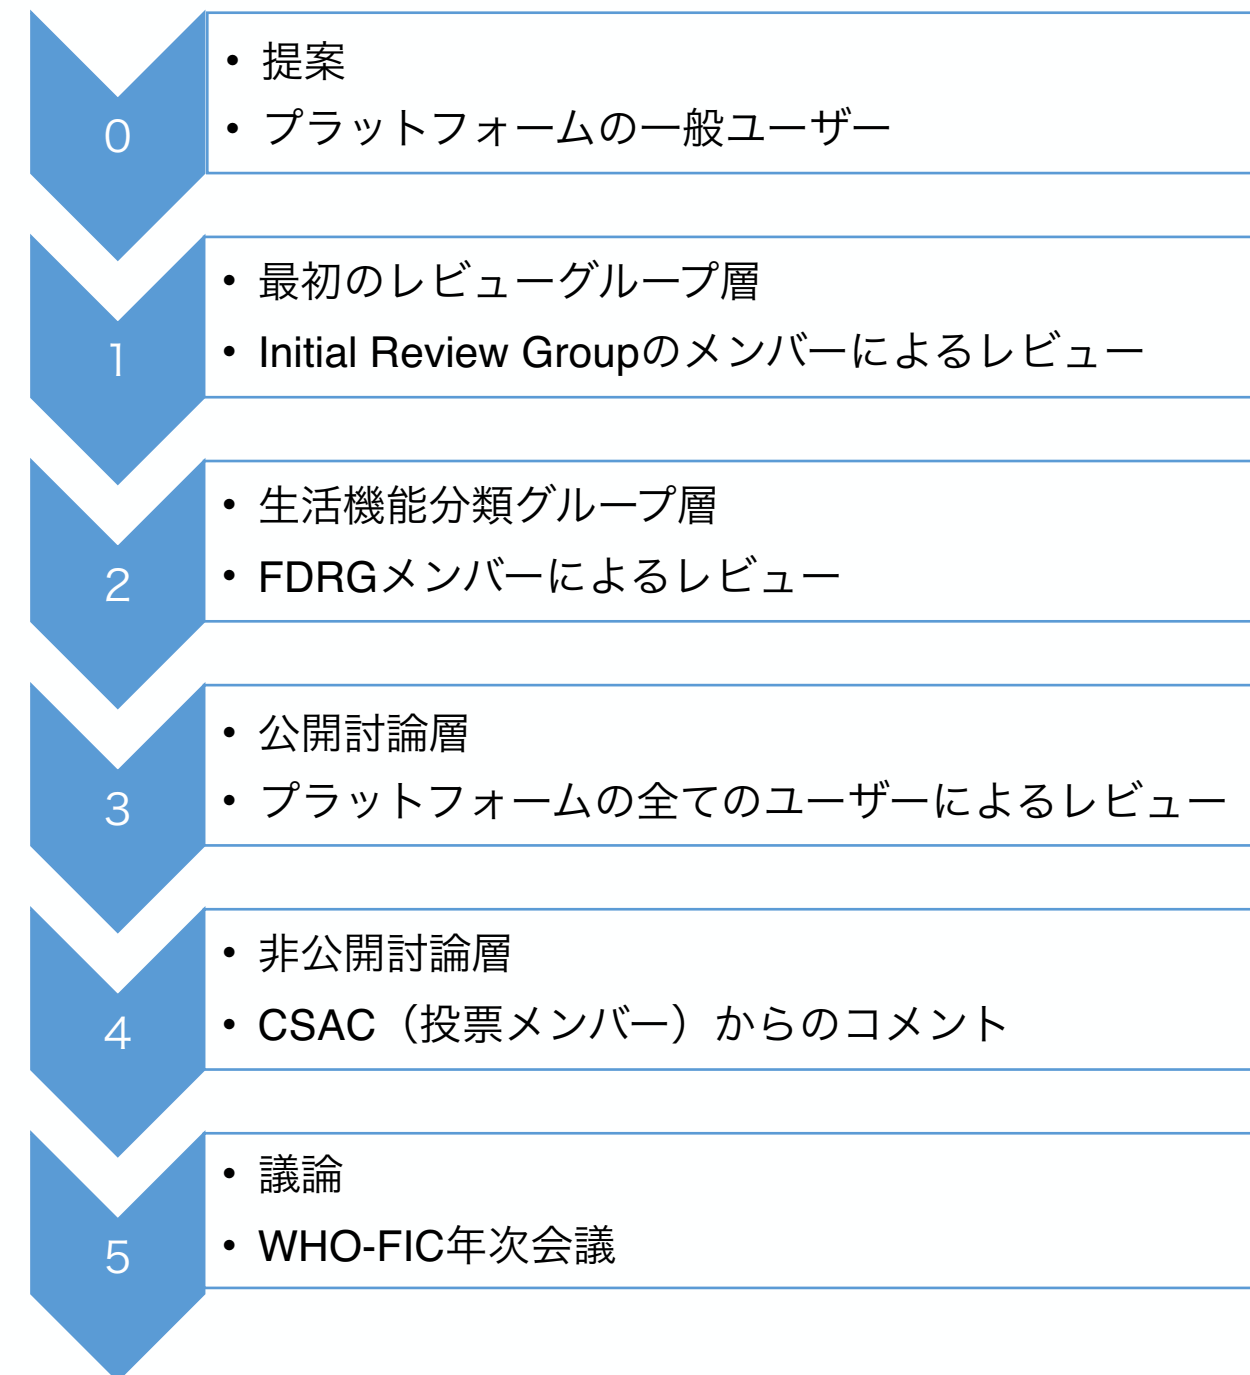 0
• 提案
• プラットフォームの一般ユーザー
1
• 最初のレビューグループ層
• Initial Review Groupのメンバーによるレビュー
2
• 生活機能分類グループ層
• FDRGメンバーによるレビュー
3
• 公開討論層
• プラットフォームの全てのユーザーによるレビュー
4
• 非公開討論層
• CSAC（投票メンバー）からのコメント
5
• 議論
• WHO-FIC年次会議